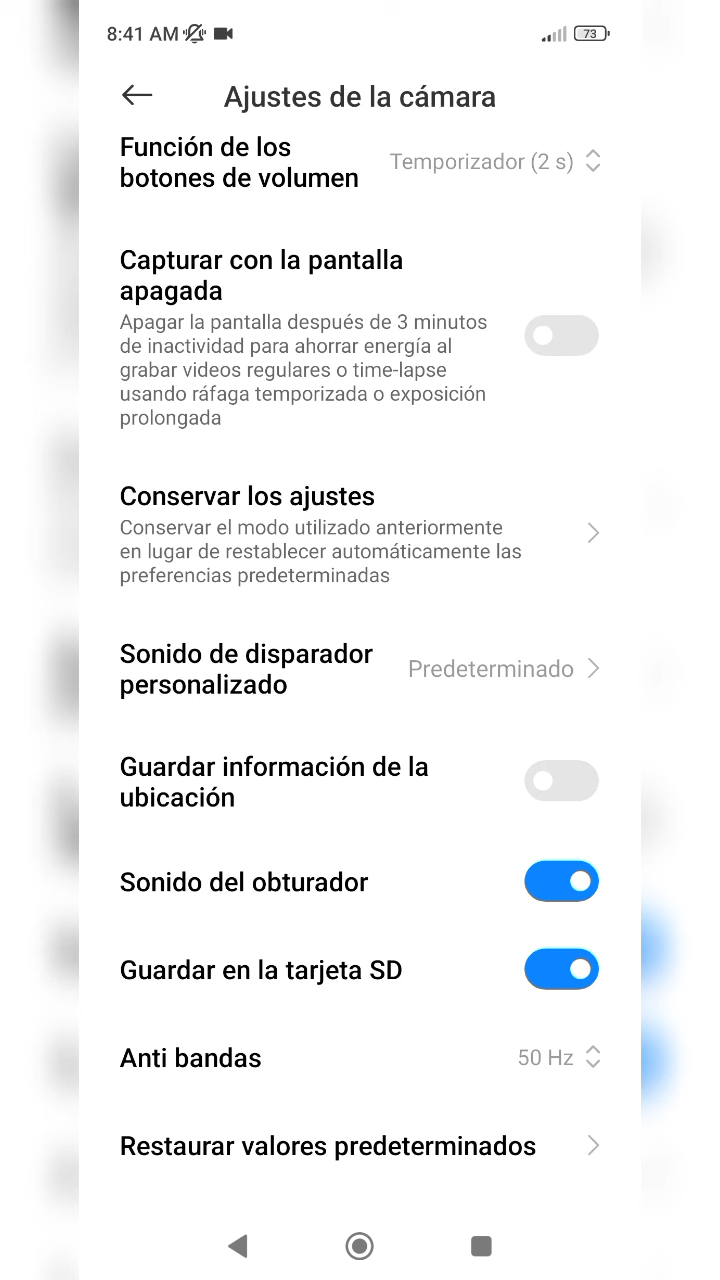 8:41 AM
73
Ajustes de la cámara
Función de los
botones de volumen
Temporizador (2 s)
Capturar con la pantalla
apagada
Apagar la pantalla después de 3 minutos
de inactividad para ahorrar energía al
grabar videos regulares o time-lapse
usando ráfaga temporizada o exposición
prolongada
Conservar los ajustes
Conservar el modo utilizado anteriormente
en lugar de restablecer automáticamente las
preferencias predeterminadas
Sonido de disparador
personalizado
Predeterminado
Guardar información de la
ubicación
Sonido del obturador
Guardar en la tarjeta SD
Anti bandas
50 Hz
Restaurar valores predeterminados